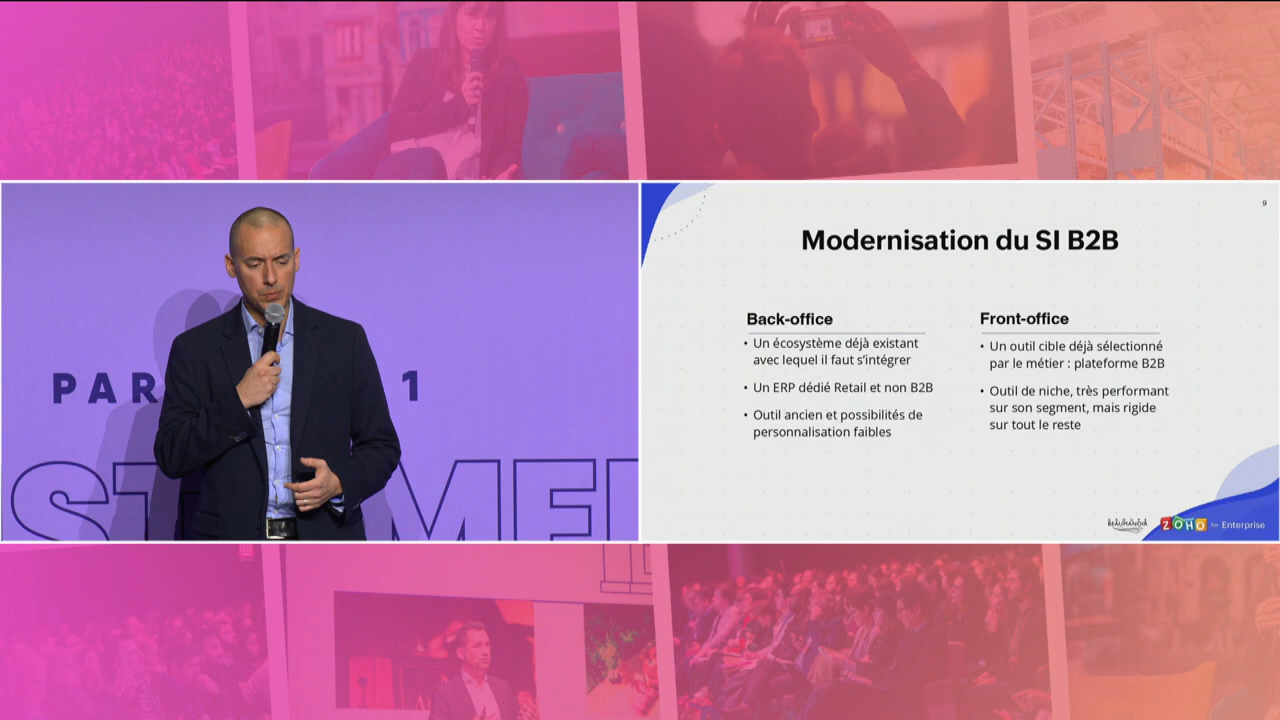 PAR
1
ST MEI
9
Modernisation du SI B2B
Back-office
• Un écosystème déjà existant
avec lequel il faut s'intégrer
• Un ERP dédié Retail et non B2B
• Outil ancien et possibilités de
personnalisation faibles
Front-office
• Un outil cible déjà sélectionné
par le métier : plateforme B2B
• Outil de niche, très performant
sur son segment, mais rigide
sur tout le reste
BEAUMANOIR
ZOHO for Enterprise